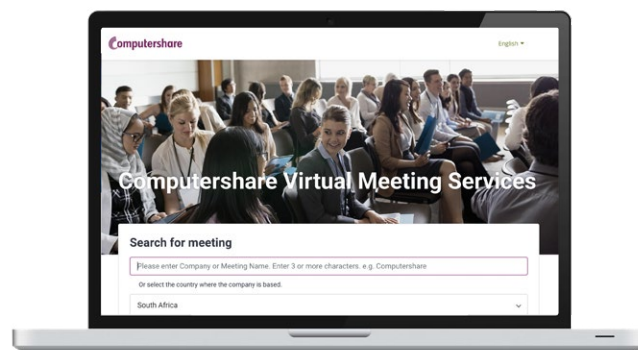 Computershare
English
Computershare Virtual Meeting Services
Search for meeting
Please enter Company or Meeting Name. Enter 3 or more characters. e.g. Computershare
Or select the country where the company is based.
South Africa